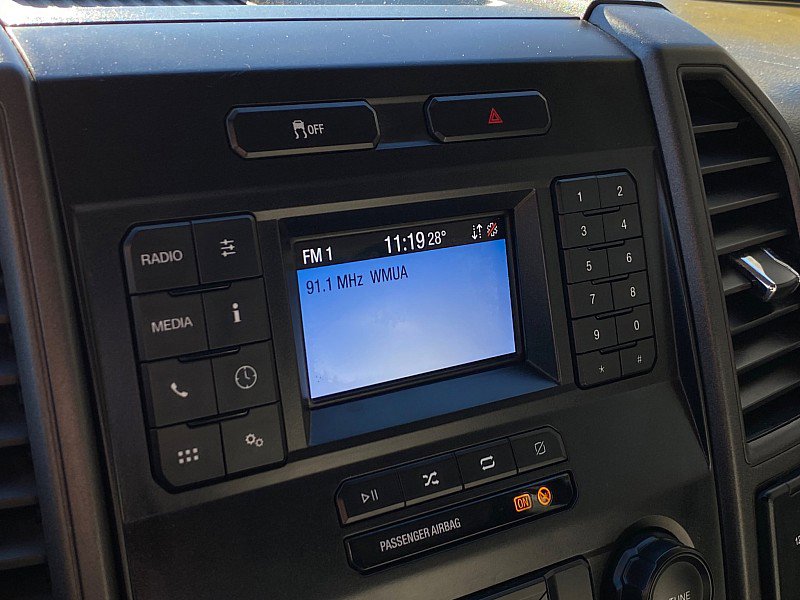 OFF
FM 1 11:19 28°
91.1 MHz WMUA
RADIO
MEDIA
i
1 2
3 4
5 6
7 8
9 0
* #
PASSENGER AIRBAG ON
TUNE